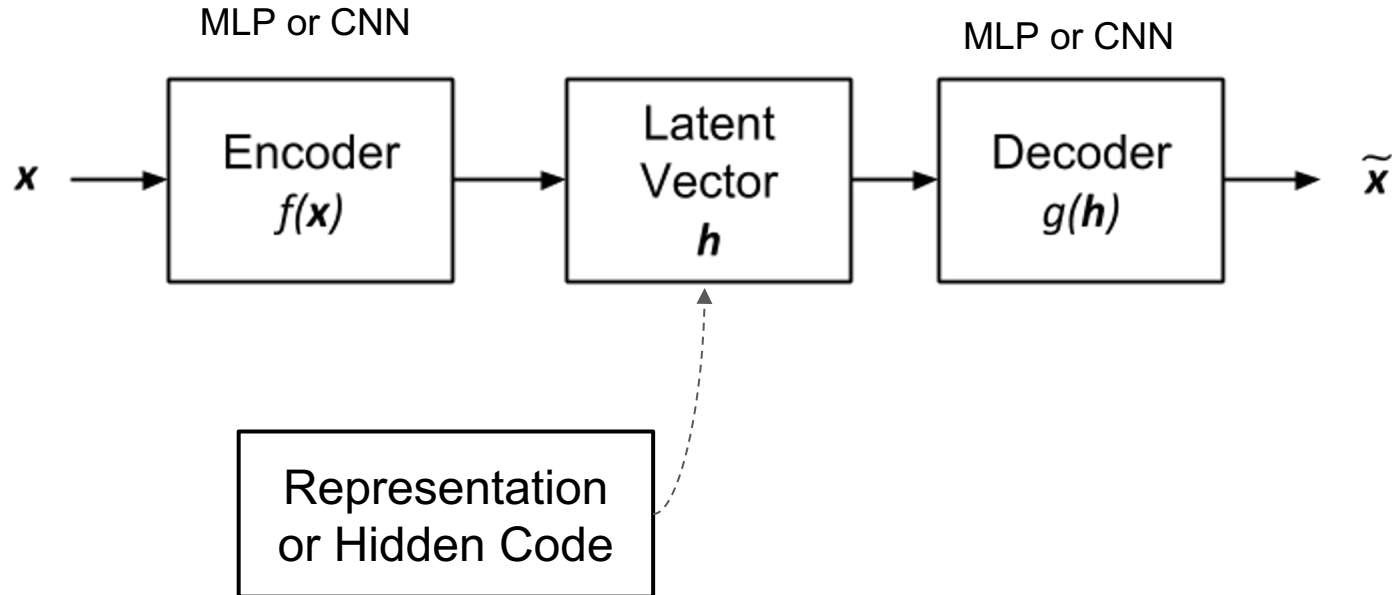 MLP or CNN
MLP or CNN
x
Encoder
f(x)
Latent
Vector
h
Decoder
g(h)
x̃
Representation
or Hidden Code